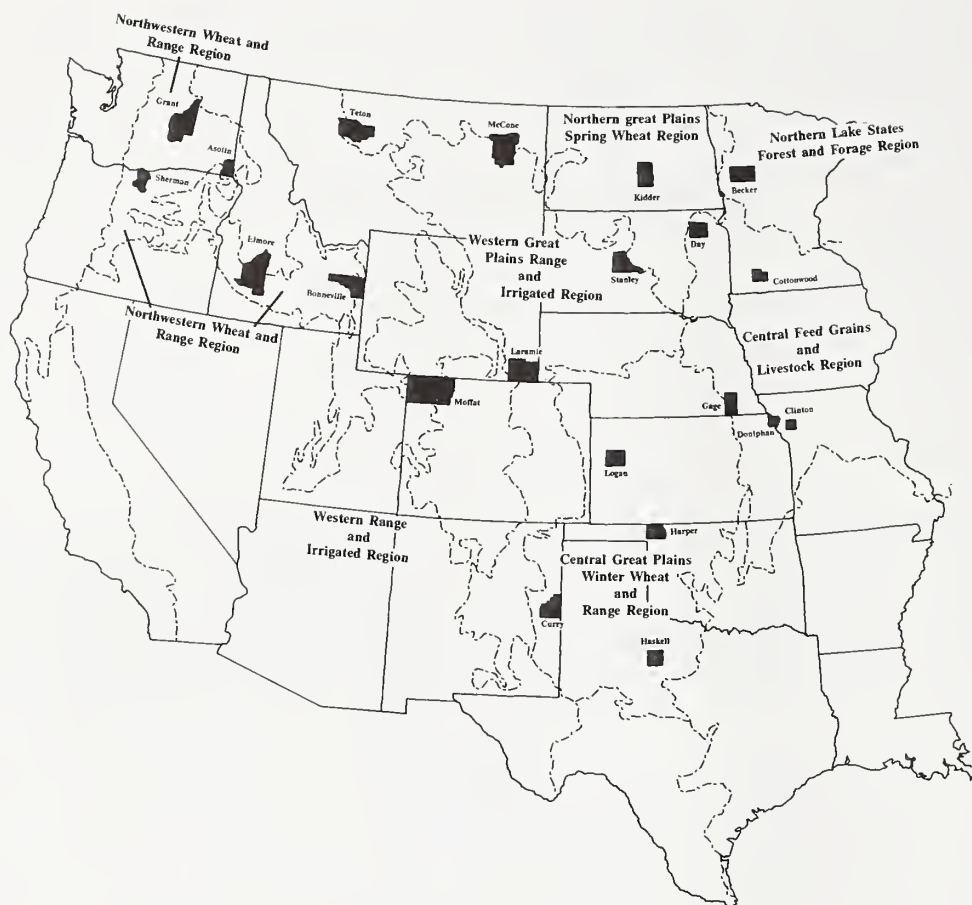 Northwestern Wheat and
Range Region
Grant
Asotin
Sherman
Teton
McCone
Northern great Plains
Spring Wheat Region
Kidder
Northern Lake States
Forest and Forage Region
Becker
Elmore
Bonneville
Western Great
Plains Range
and
Irrigated Region
Stanley
Day
Cottonwood
Northwestern Wheat and
Range Region
Laramie
Moffat
Central Feed Grains
and
Livestock Region
Gage
Clinton
Doniphan
Logan
Western Range
and
Irrigated Region
Harper
Central Great Plains
Winter Wheat
and
Range Region
Curry
Haskell